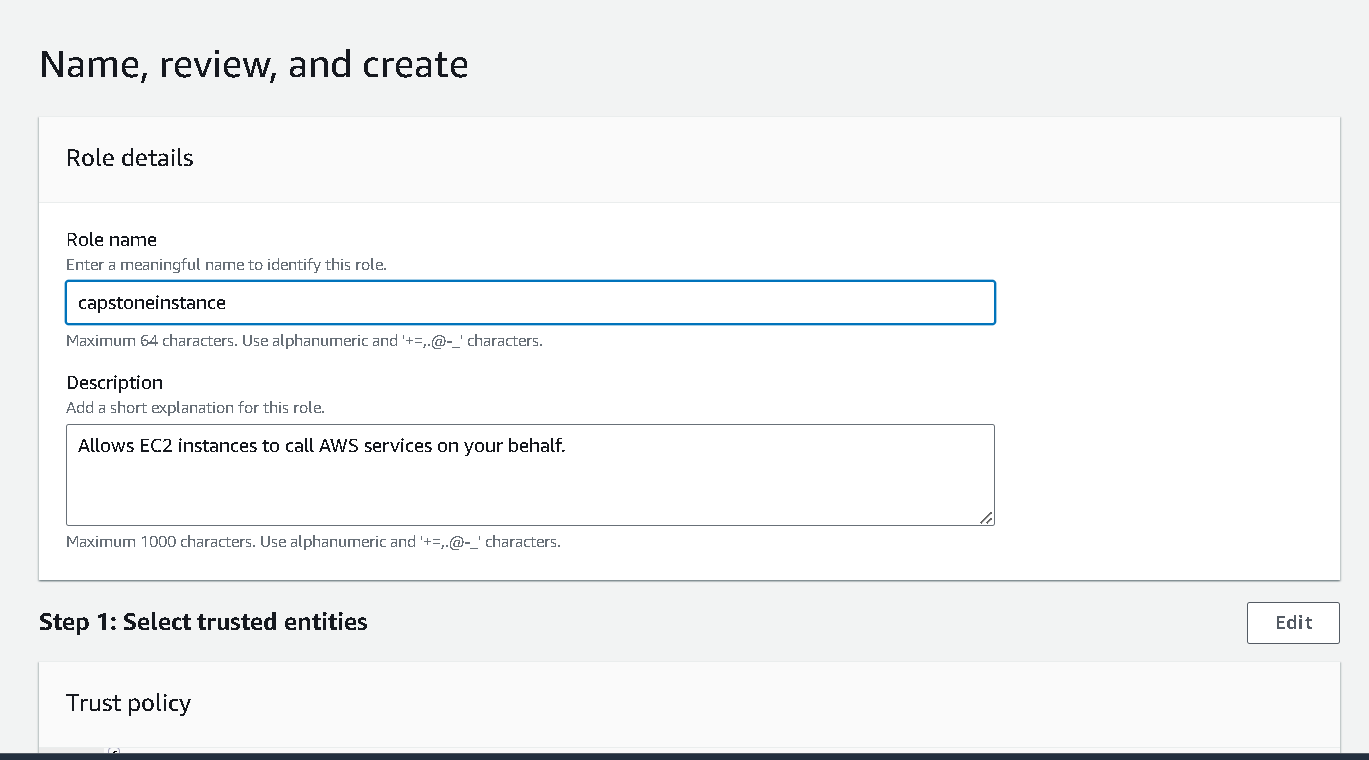 Name, review, and create
Role details
Role name
Enter a meaningful name to identify this role.
capstoneinstance
Maximum 64 characters. Use alphanumeric and '+=,.@-_' characters.
Description
Add a short explanation for this role.
Allows EC2 instances to call AWS services on your behalf.
Maximum 1000 characters. Use alphanumeric and '+=,.@-_' characters.
Step 1: Select trusted entities
Edit
Trust policy